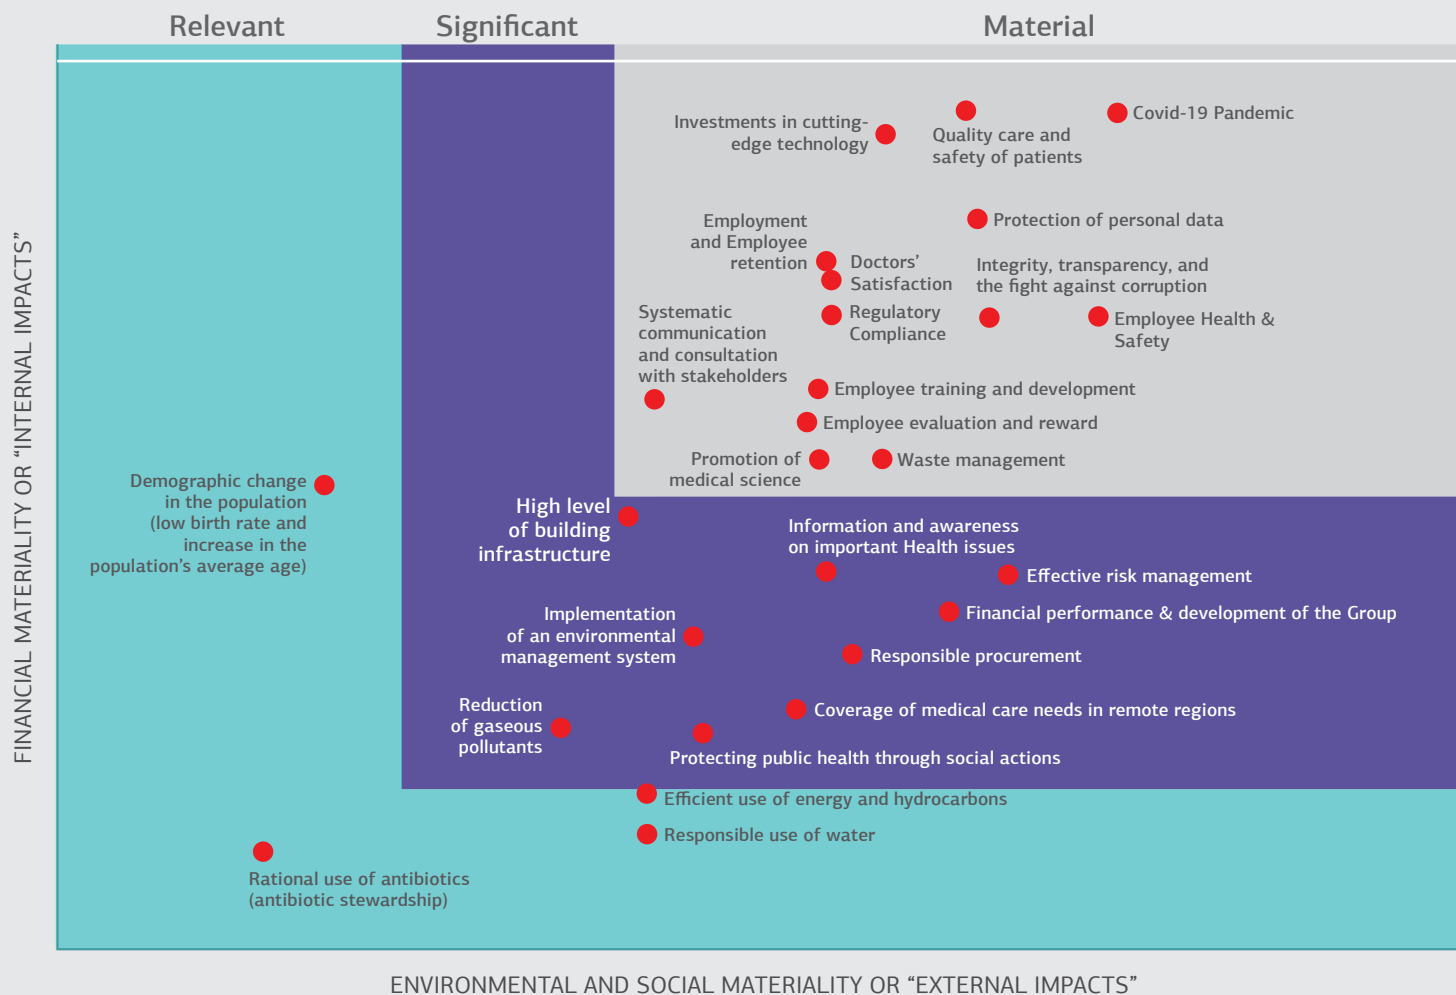 Relevant
Significant
Material
FINANCIAL MATERIALITY OR “INTERNAL IMPACTS”
Investments in cutting-
edge technology
Quality care and
safety of patients
Covid-19 Pandemic
Protection of personal data
Employment
and Employee
retention
Doctors’
Satisfaction
Integrity, transparency, and
the fight against corruption
Systematic
communication
and consultation
with stakeholders
Regulatory
Compliance
Employee Health &
Safety
Employee training and development
Employee evaluation and reward
Promotion of
medical science
Waste management
Demographic change
in the population
(low birth rate and
increase in the
population’s average age)
High level
of building
infrastructure
Information and awareness
on important Health issues
Effective risk management
Financial performance & development of the Group
Implementation
of an environmental
management system
Responsible procurement
Reduction
of gaseous
pollutants
Coverage of medical care needs in remote regions
Protecting public health through social actions
Efficient use of energy and hydrocarbons
Responsible use of water
Rational use of antibiotics
(antibiotic stewardship)
ENVIRONMENTAL AND SOCIAL MATERIALITY OR “EXTERNAL IMPACTS”